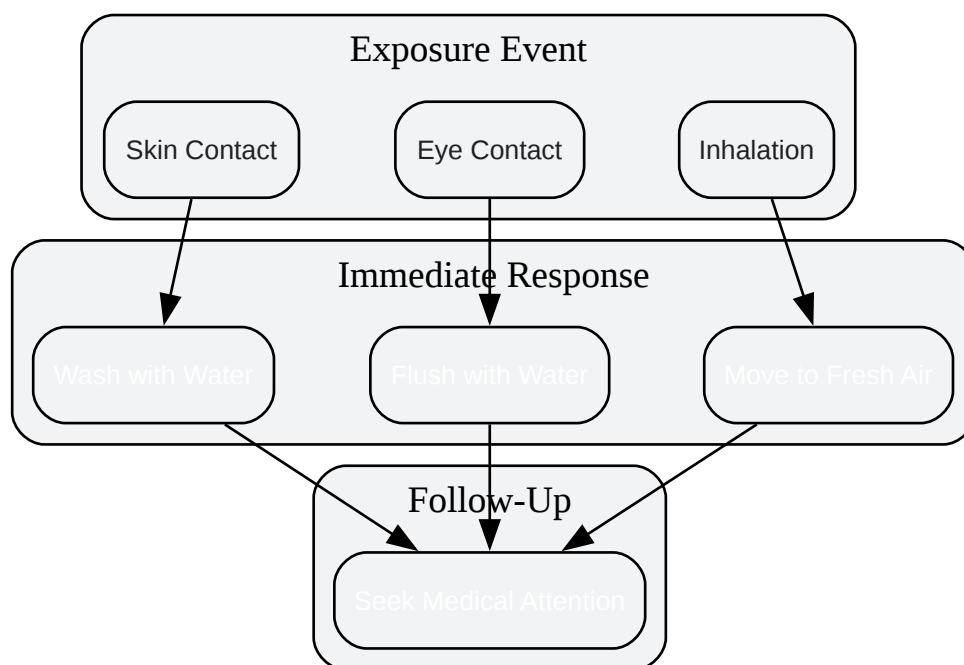 Exposure Event
Skin Contact
Eye Contact
Inhalation
Immediate Response
Wash with Water
Flush with Water
Move to Fresh Air
Follow-Up
Seek Medical Attention